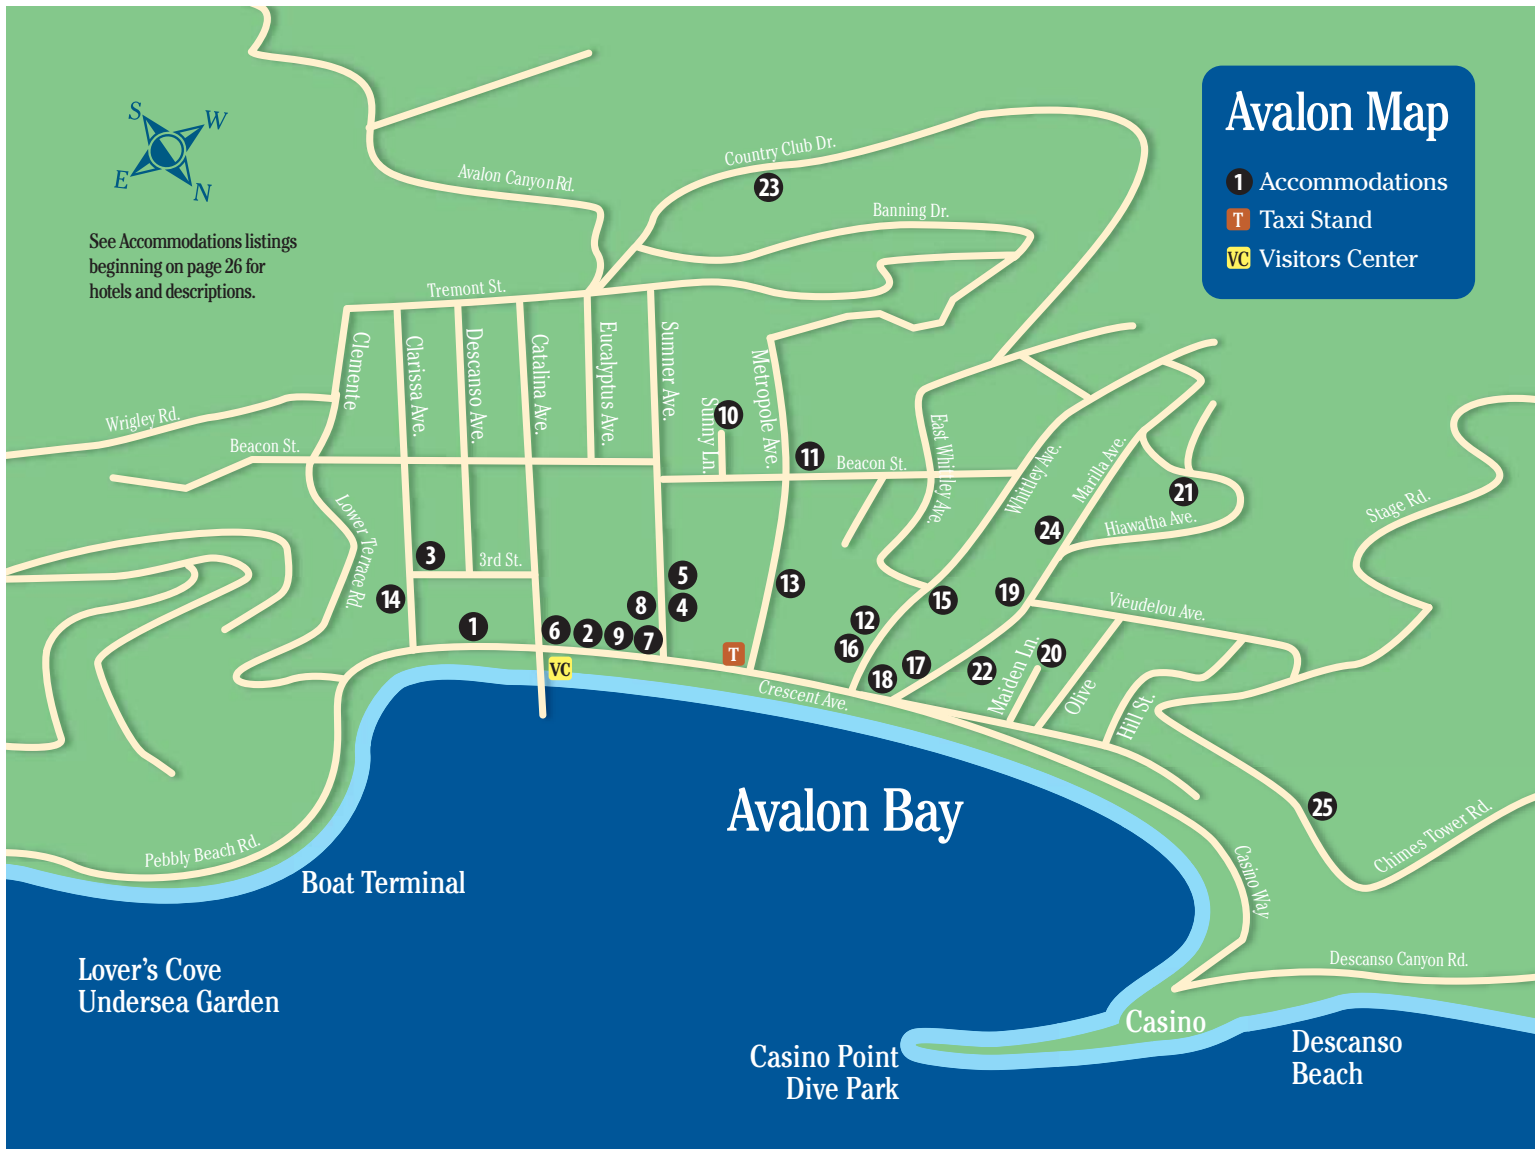 Avalon Map
1 Accommodations
T Taxi Stand
VC Visitors Center
S
W
E
N
See Accommodations listings
beginning on page 26 for
hotels and descriptions.
Country Club Dr.
23
Avalon Canyon Rd.
Banning Dr.
Tremont St.
Clemente
Clarissa Ave.
Descanso Ave.
Catalina Ave.
Eucalyptus Ave.
Sumner Ave.
Sunny Ln.
10
Metropole Ave.
11
Wrigley Rd.
Beacon St.
Beacon St.
East Whittley Ave.
Whittley Ave.
Marilla Ave.
21
24
Hiawatha Ave.
Stage Rd.
Lower Terrace Rd.
3
3rd St.
14
1
6
2
9
8
7
5
4
13
12
16
15
19
18
17
22
20
Vieudelou Ave.
Maiden Ln.
Olive
Hill St.
VC
T
Crescent Ave.
Avalon Bay
25
Chimes Tower Rd.
Pebbly Beach Rd.
Boat Terminal
Casino Way
Lover's Cove
Undersea Garden
Descanso Canyon Rd.
Casino
Casino Point
Dive Park
Descanso
Beach